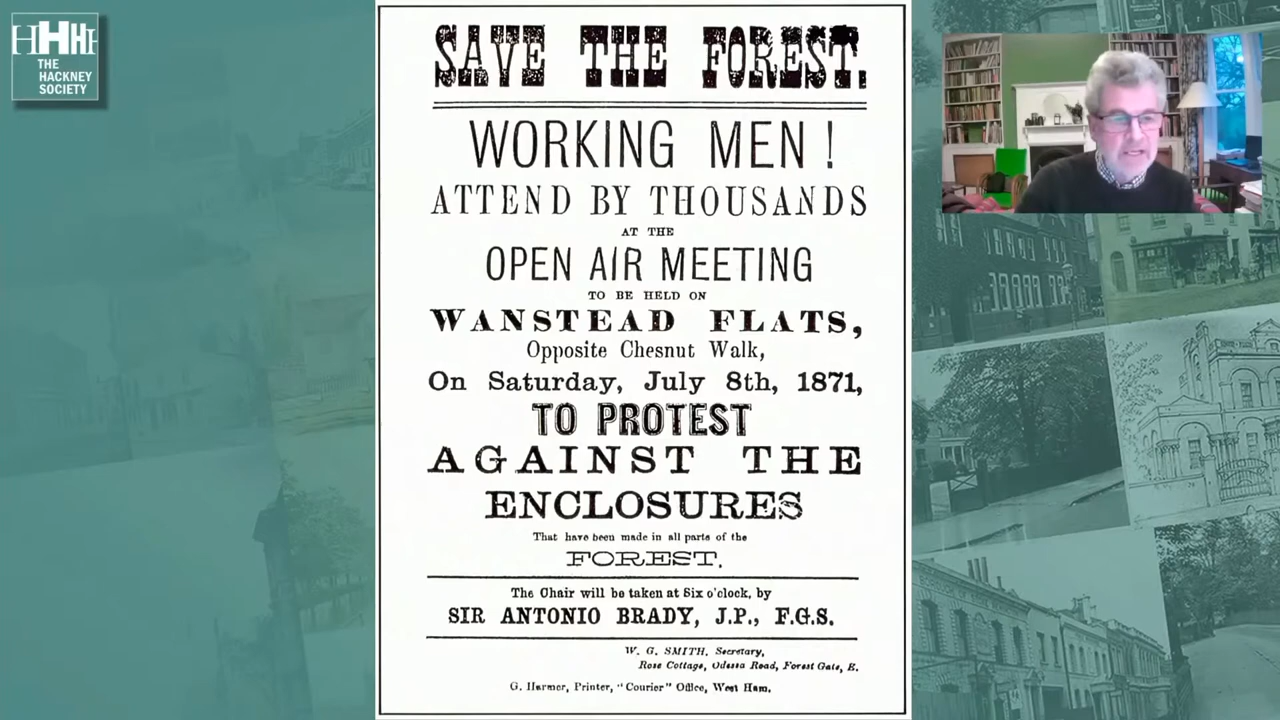 HHH
THE
HACKNEY
SOCIETY
SAVE THE FOREST.
WORKING MEN !
ATTEND BY THOUSANDS
AT THE
OPEN AIR MEETING
TO BE HELD ON
WANSTEAD FLATS,
Opposite Chesnut Walk,
On Saturday, July 8th, 1871,
TO PROTEST
AGAINST THE
ENCLOSURES
That have been made in all parts of the
FOREST.
The Chair will be taken at Six o'clock, by
SIR ANTONIO BRADY, J.P., F.G.S.
W. G. SMITH, Secretary,
Rose Cottage, Odessa Road, Forest Gate, E.
G. Harmer, Printer, "Courier" Office, West Ham.